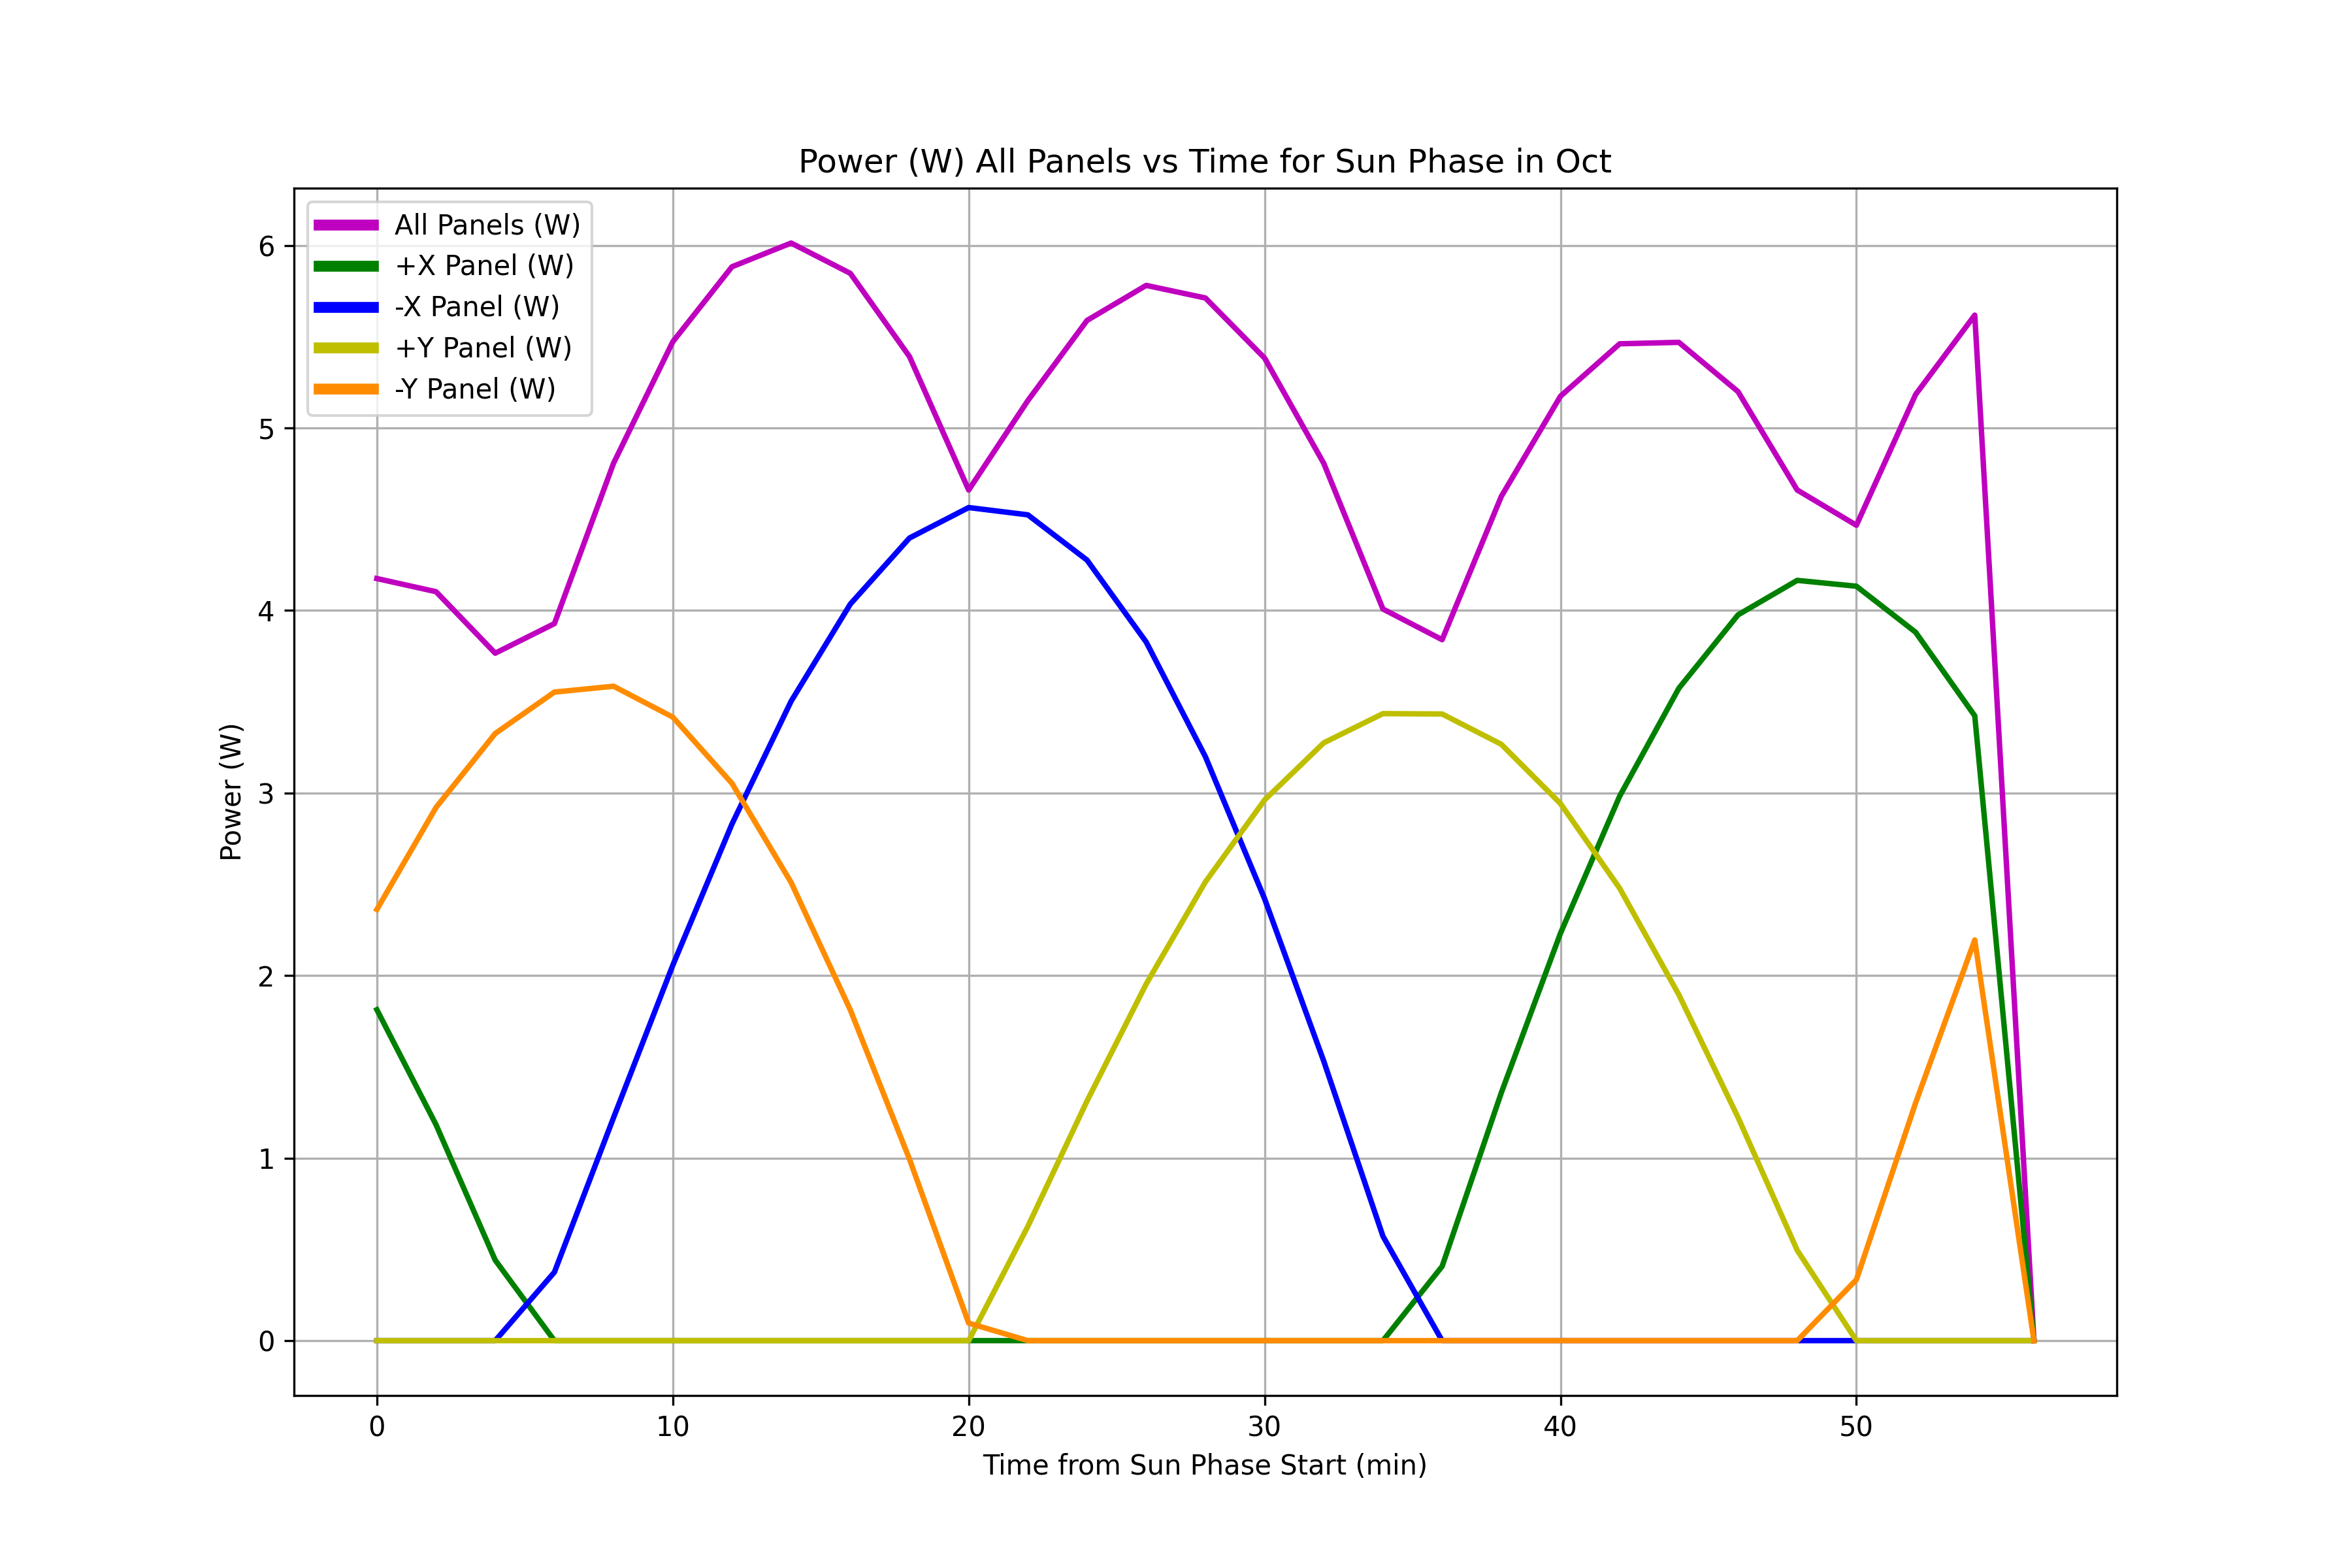 Power (W) All Panels vs Time for Sun Phase in Oct
All Panels (W)
+X Panel (W)
-X Panel (W)
+Y Panel (W)
-Y Panel (W)
6
5
4
3
2
1
0
Power (W)
0 10 20 30 40 50
Time from Sun Phase Start (min)